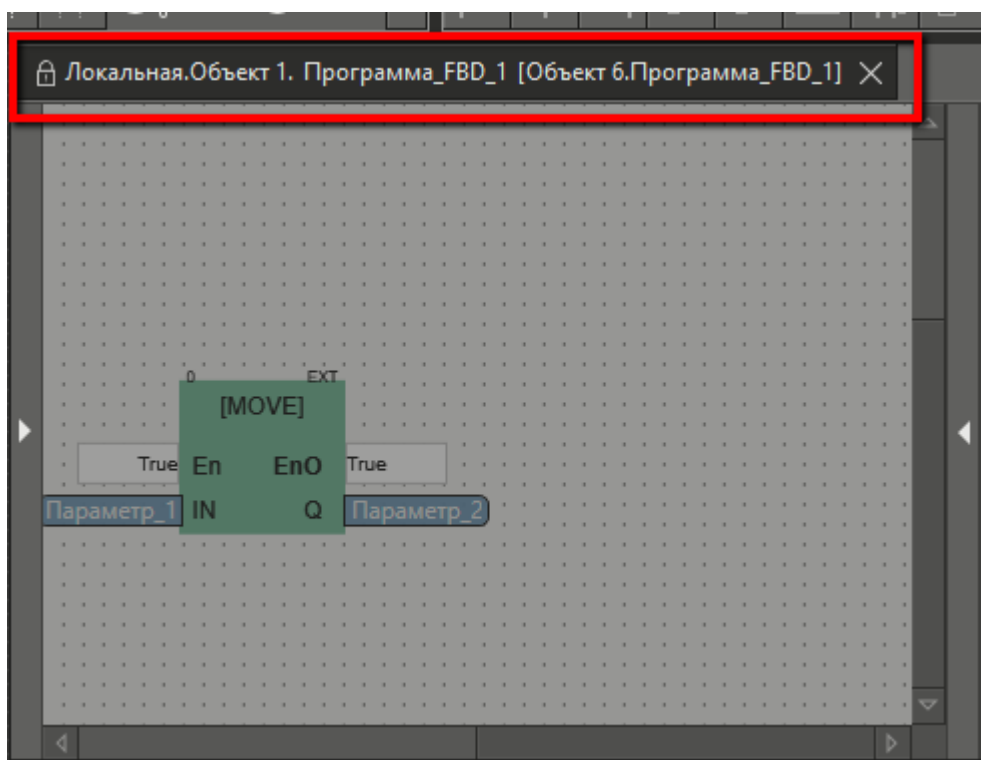 Локальная.Объект 1. Программа_FBD_1 [Объект 6.Программа_FBD_1]
0 EXT
[MOVE]
True En EnO True
Параметр_1 IN Q Параметр_2